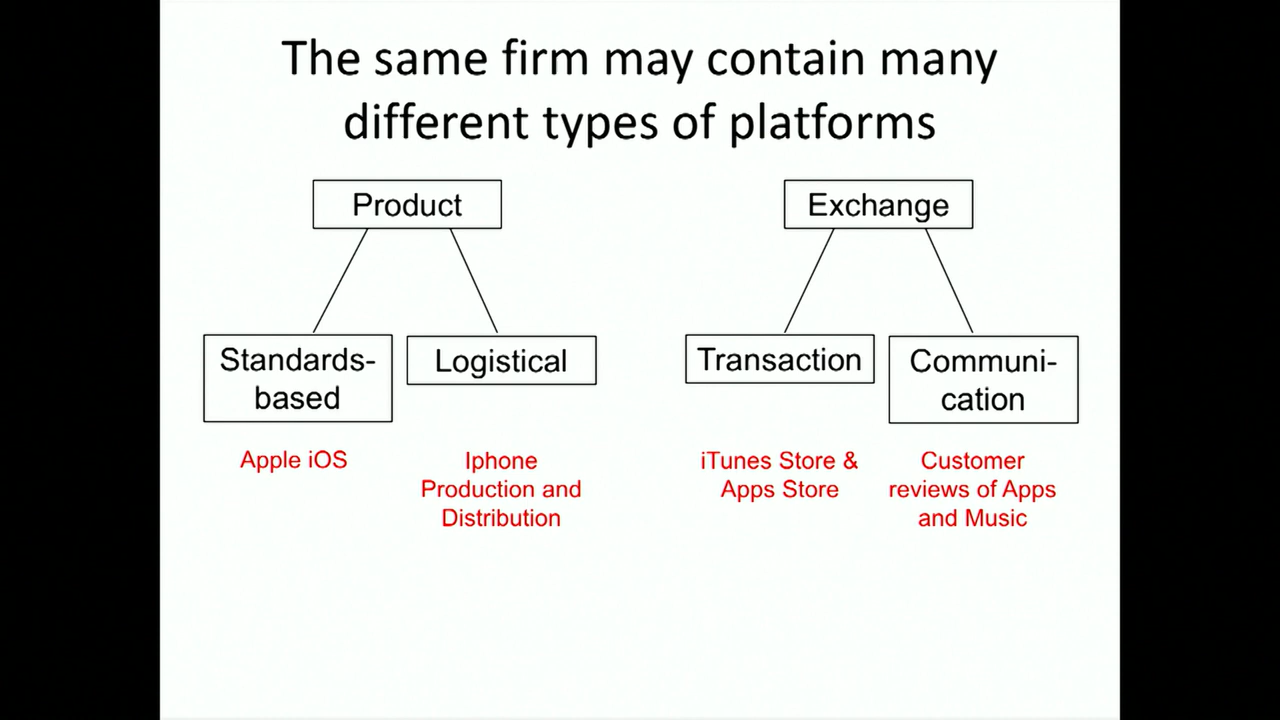 The same firm may contain many
different types of platforms
Product
Exchange
Standards-
based
Logistical
Transaction
Communi-
cation
Apple iOS
Iphone
Production and
Distribution
iTunes Store &
Apps Store
Customer
reviews of Apps
and Music